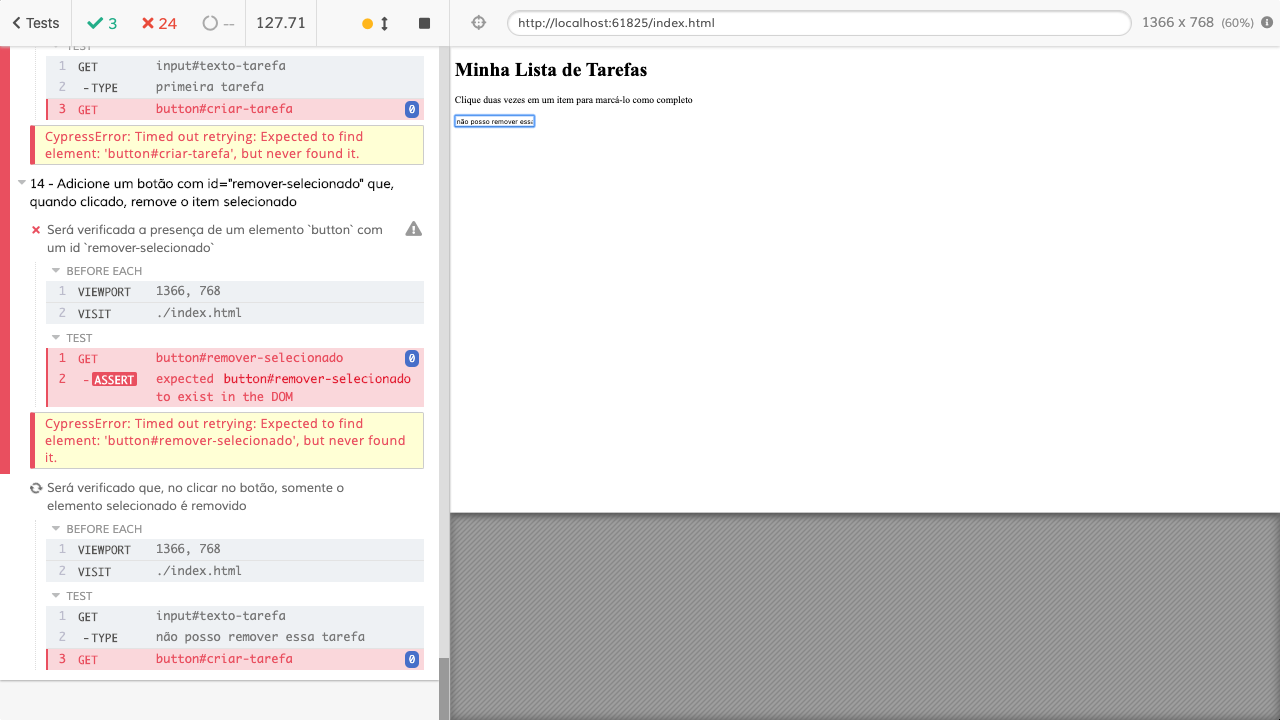 Tests 3 24 -- 127.71 http://localhost:61825/index.html 1366 x 768 (60%)
TEST
1 GET input#texto-tarefa
2 -TYPE primeira tarefa
3 GET button#criar-tarefa 0
CypressError: Timed out retrying: Expected to find
element: 'button#criar-tarefa', but never found it.
14 - Adicione um botão com id="remover-selecionado" que,
quando clicado, remove o item selecionado
Será verificada a presença de um elemento `button` com
um id `remover-selecionado`
BEFORE EACH
1 VIEWPORT 1366, 768
2 VISIT ./index.html
TEST
1 GET button#remover-selecionado 0
2 -ASSERT expected button#remover-selecionado
to exist in the DOM
CypressError: Timed out retrying: Expected to find
element: 'button#remover-selecionado', but never found
it.
Será verificado que, no clicar no botão, somente o
elemento selecionado é removido
BEFORE EACH
1 VIEWPORT 1366, 768
2 VISIT ./index.html
TEST
1 GET input#texto-tarefa
2 -TYPE não posso remover essa tarefa
3 GET button#criar-tarefa 0
Minha Lista de Tarefas
Clique duas vezes em um item para marcá-lo como completo
não posso remover essa